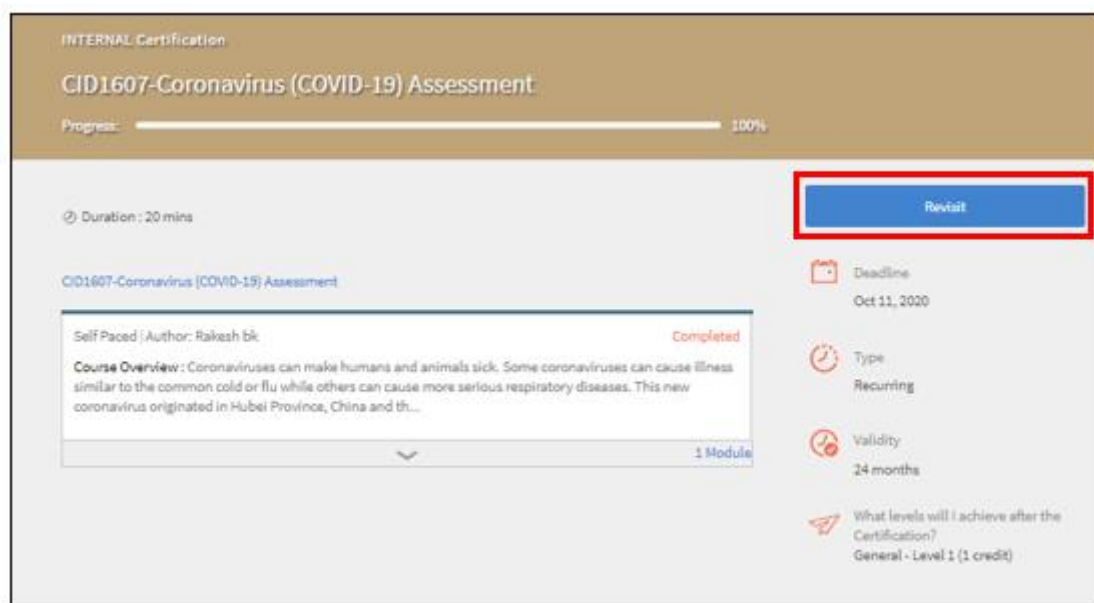 INTERNAL Certification
CID1607-Coronavirus (COVID-19) Assessment
Progress: 100%
Duration : 20 mins
CID1607-Coronavirus (COVID-19) Assessment
Self Paced | Author: Rakesh bk Completed
Course Overview : Coronaviruses can make humans and animals sick. Some coronaviruses can cause illness
similar to the common cold or flu while others can cause more serious respiratory diseases. This new
coronavirus originated in Hubei Province, China and th...
1 Module
Revisit
Deadline
Oct 11, 2020
Type
Recurring
Validity
24 months
What levels will I achieve after the
Certification?
General - Level 1 (1 credit)